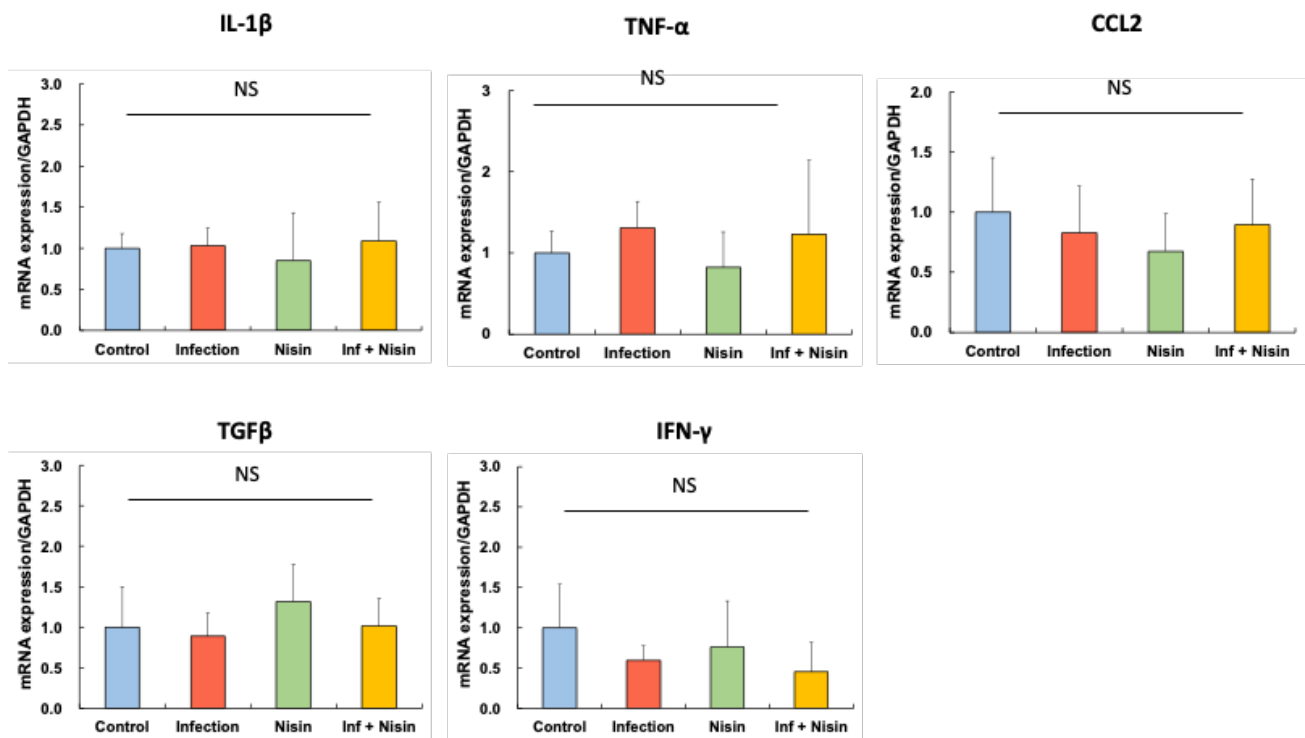 IL-1β
mRNA expression/GAPDH
3.0
2.5
2.0
1.5
1.0
0.5
0.0
NS
Control Infection Nisin Inf + Nisin
TNF-α
mRNA expression/GAPDH
3
2
1
0
NS
Control Infection Nisin Inf + Nisin
CCL2
mRNA expression/GAPDH
2.0
1.5
1.0
0.5
0.0
NS
Control Infection Nisin Inf + Nisin
TGFβ
mRNA expression/GAPDH
3.0
2.5
2.0
1.5
1.0
0.5
0.0
NS
Control Infection Nisin Inf + Nisin
IFN-γ
mRNA expression/GAPDH
3.0
2.5
2.0
1.5
1.0
0.5
0.0
NS
Control Infection Nisin Inf + Nisin